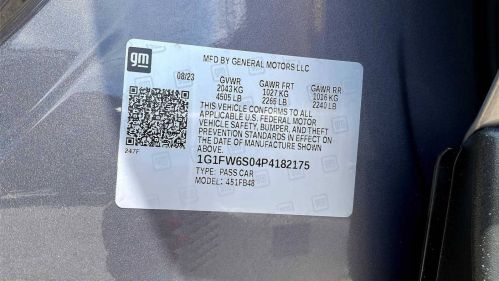 gm
MFD BY GENERAL MOTORS LLC
08/23 GVWR GAWR FRT GAWR RR
2043 KG 1027 KG 1016 KG
4505 LB 2265 LB 2240 LB
THIS VEHICLE CONFORMS TO ALL
APPLICABLE U.S. FEDERAL MOTOR
VEHICLE SAFETY, BUMPER, AND THEFT
PREVENTION STANDARDS IN EFFECT ON
THE DATE OF MANUFACTURE SHOWN
ABOVE.
247F
1G1FW6S04P4182175
TYPE: PASS CAR
MODEL: 451FB48